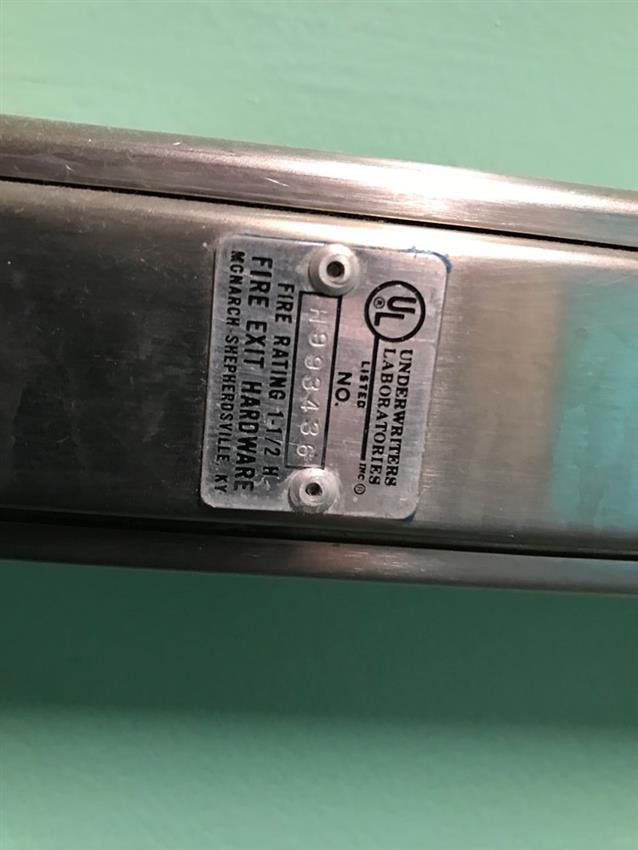 UL ®
UNDERWRITERS
LABORATORIES INC.®
LISTED
NO.
H993436
FIRE RATING 1-1/2 H
FIRE EXIT HARDWARE
MONARCH-SHEPHERDSVILLE, KY